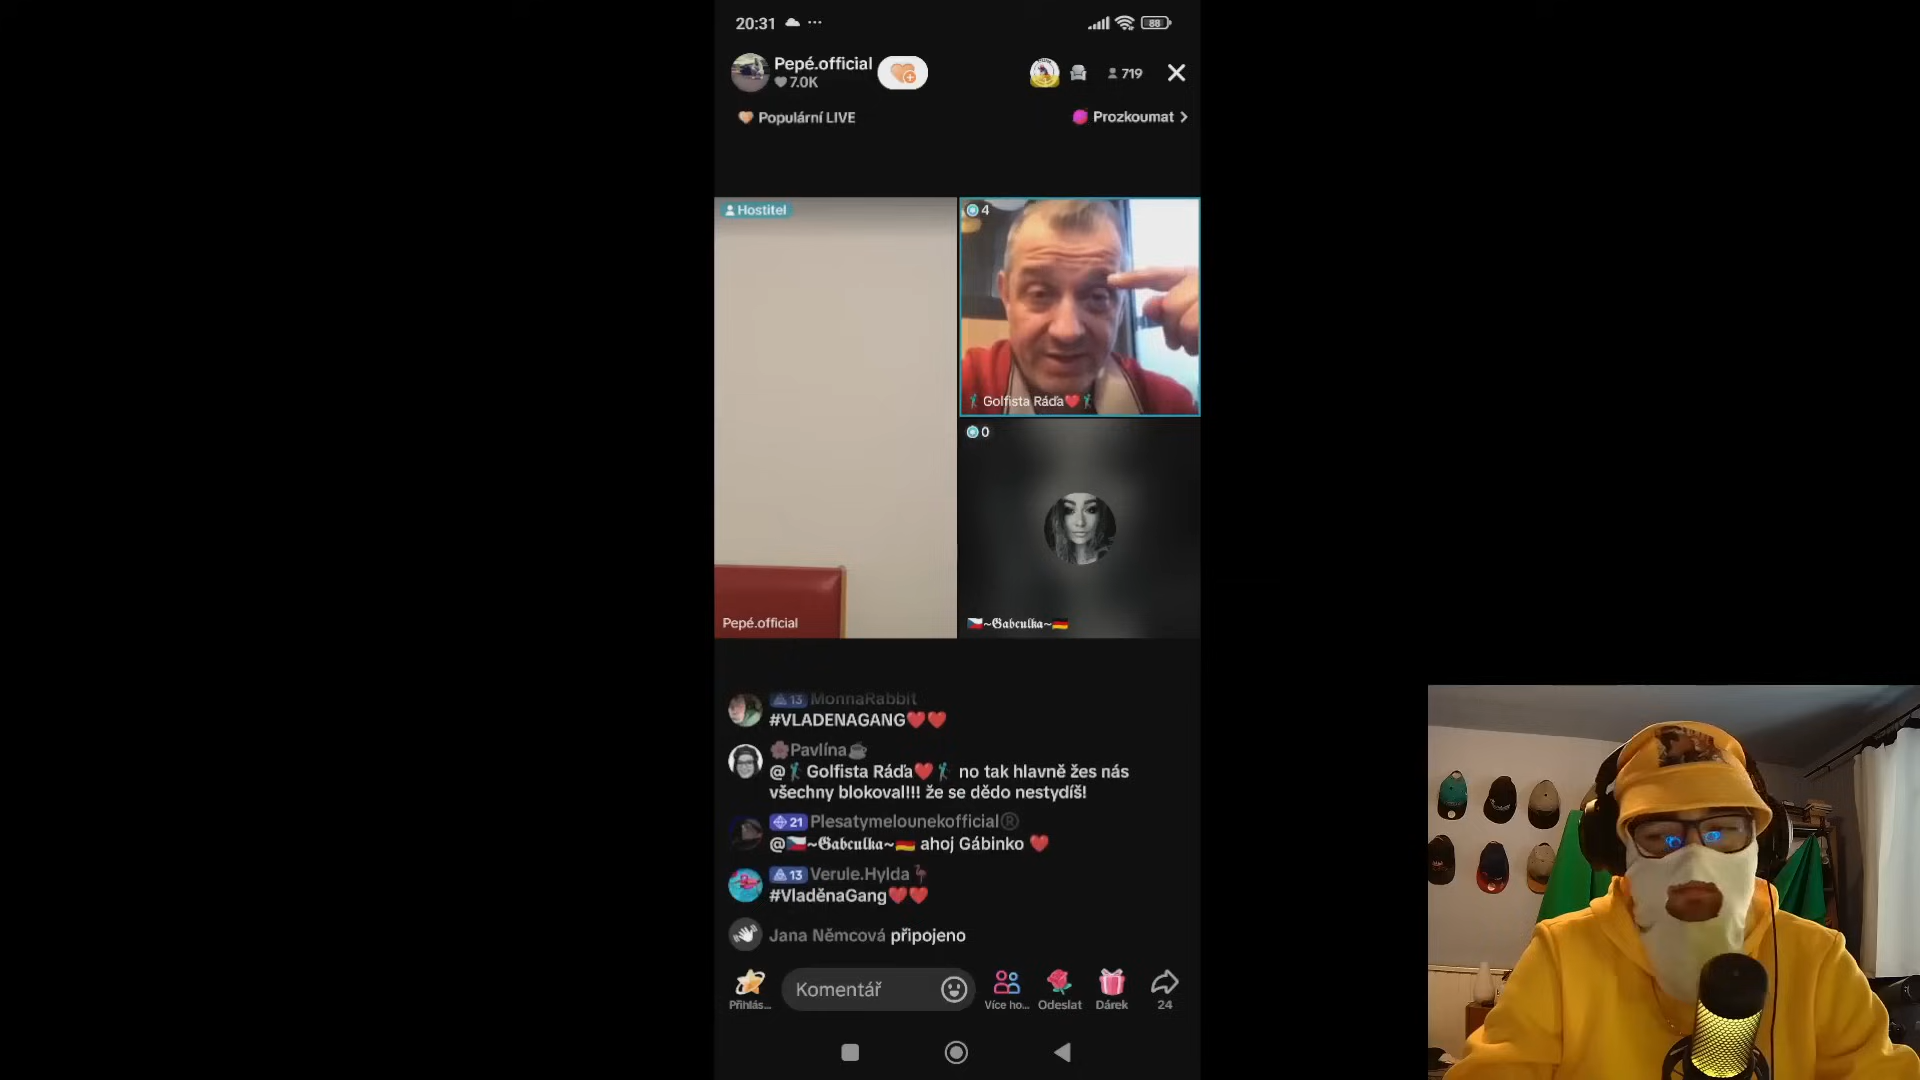 20:31
88
Pepé.official
7.0K
719
Populární LIVE
Prozkoumat
Hostitel
4
Golfista Ráďa
0
Pepé.official
~Gabculka~
13 MonnaRabbit
#VLADENAGANG
Pavlína
@ Golfista Ráďa no tak hlavně žes nás
všechny blokoval!!! že se dědo nestydíš!
21 Plesatymelounekofficial®
@ ~Gabculka~ ahoj Gábinko
13 Verule.Hylda
#VladěnaGang
Jana Němcová připojeno
Přihlás...
Komentář
Více ho...
Odeslat
Dárek
24